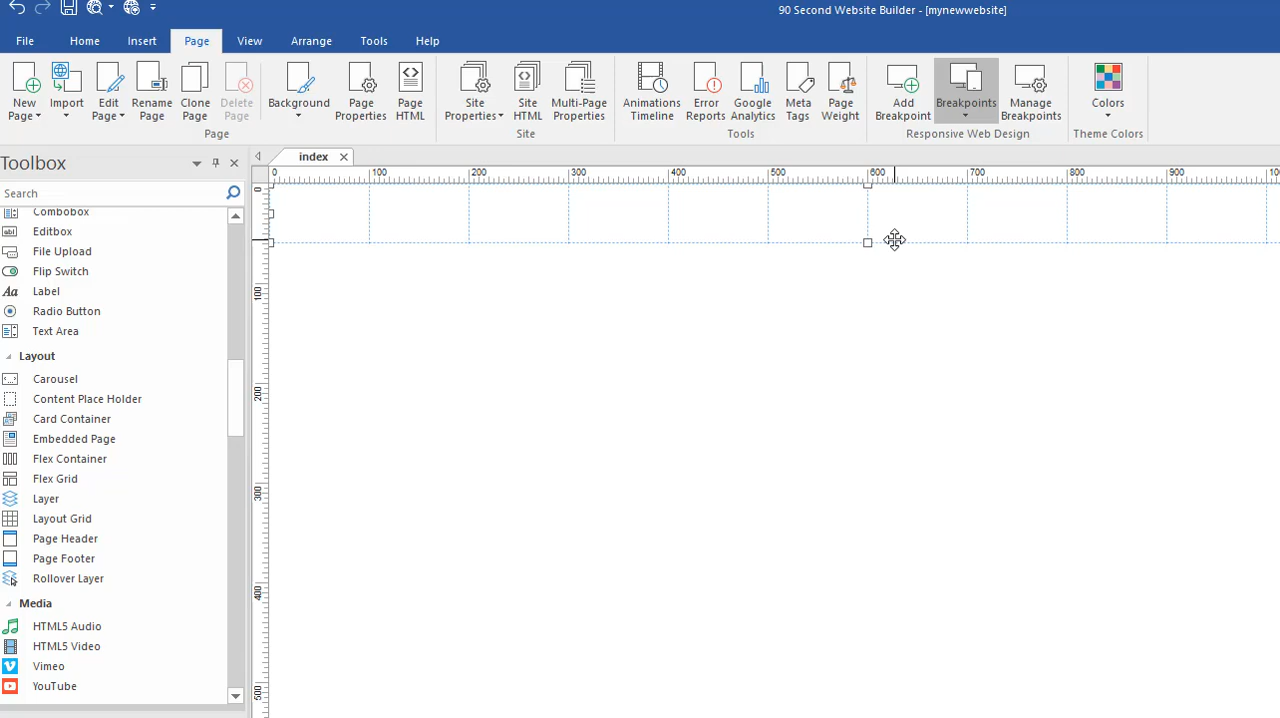 90 Second Website Builder - [mynewwebsite]
File Home Insert Page View Arrange Tools Help
New Page Import Edit Page Rename Page Clone Page Delete Page Background Page Properties Page HTML Site Properties Site HTML Multi-Page Properties Animations Timeline Error Reports Google Analytics Meta Tags Page Weight Add Breakpoint Breakpoints Manage Breakpoints Colors
Page Site Tools Responsive Web Design Theme Colors
Toolbox
index
0 100 200 300 400 500 600 700 800 900 10
Search
0
Combobox
Editbox
File Upload
Flip Switch
Label
100
Radio Button
Text Area
Layout
Carousel
200
Content Place Holder
Card Container
Embedded Page
Flex Container
Flex Grid
300
Layer
Layout Grid
Page Header
Page Footer
Rollover Layer
400
Media
HTML5 Audio
HTML5 Video
Vimeo
YouTube
500